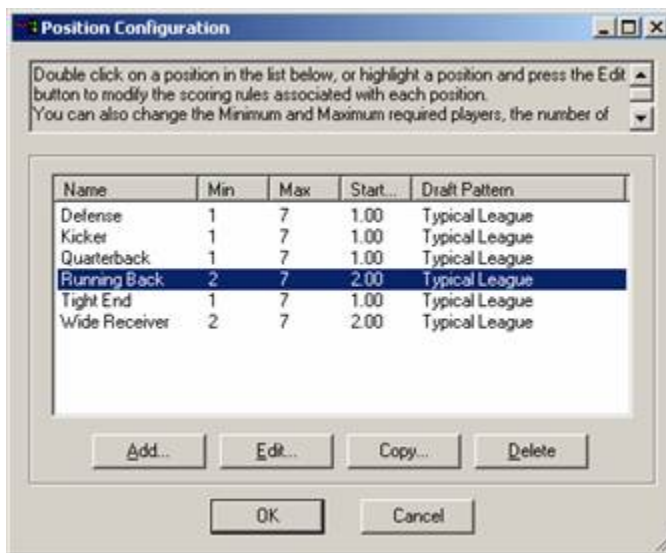 Position Configuration
Double click on a position in the list below, or highlight a position and press the Edit
button to modify the scoring rules associated with each position.
You can also change the Minimum and Maximum required players, the number of
Name Min Max Start... Draft Pattern
Defense 1 7 1.00 Typical League
Kicker 1 7 1.00 Typical League
Quarterback 1 7 1.00 Typical League
Running Back 2 7 2.00 Typical League
Tight End 1 7 1.00 Typical League
Wide Receiver 2 7 2.00 Typical League
Add... Edit... Copy... Delete
OK Cancel